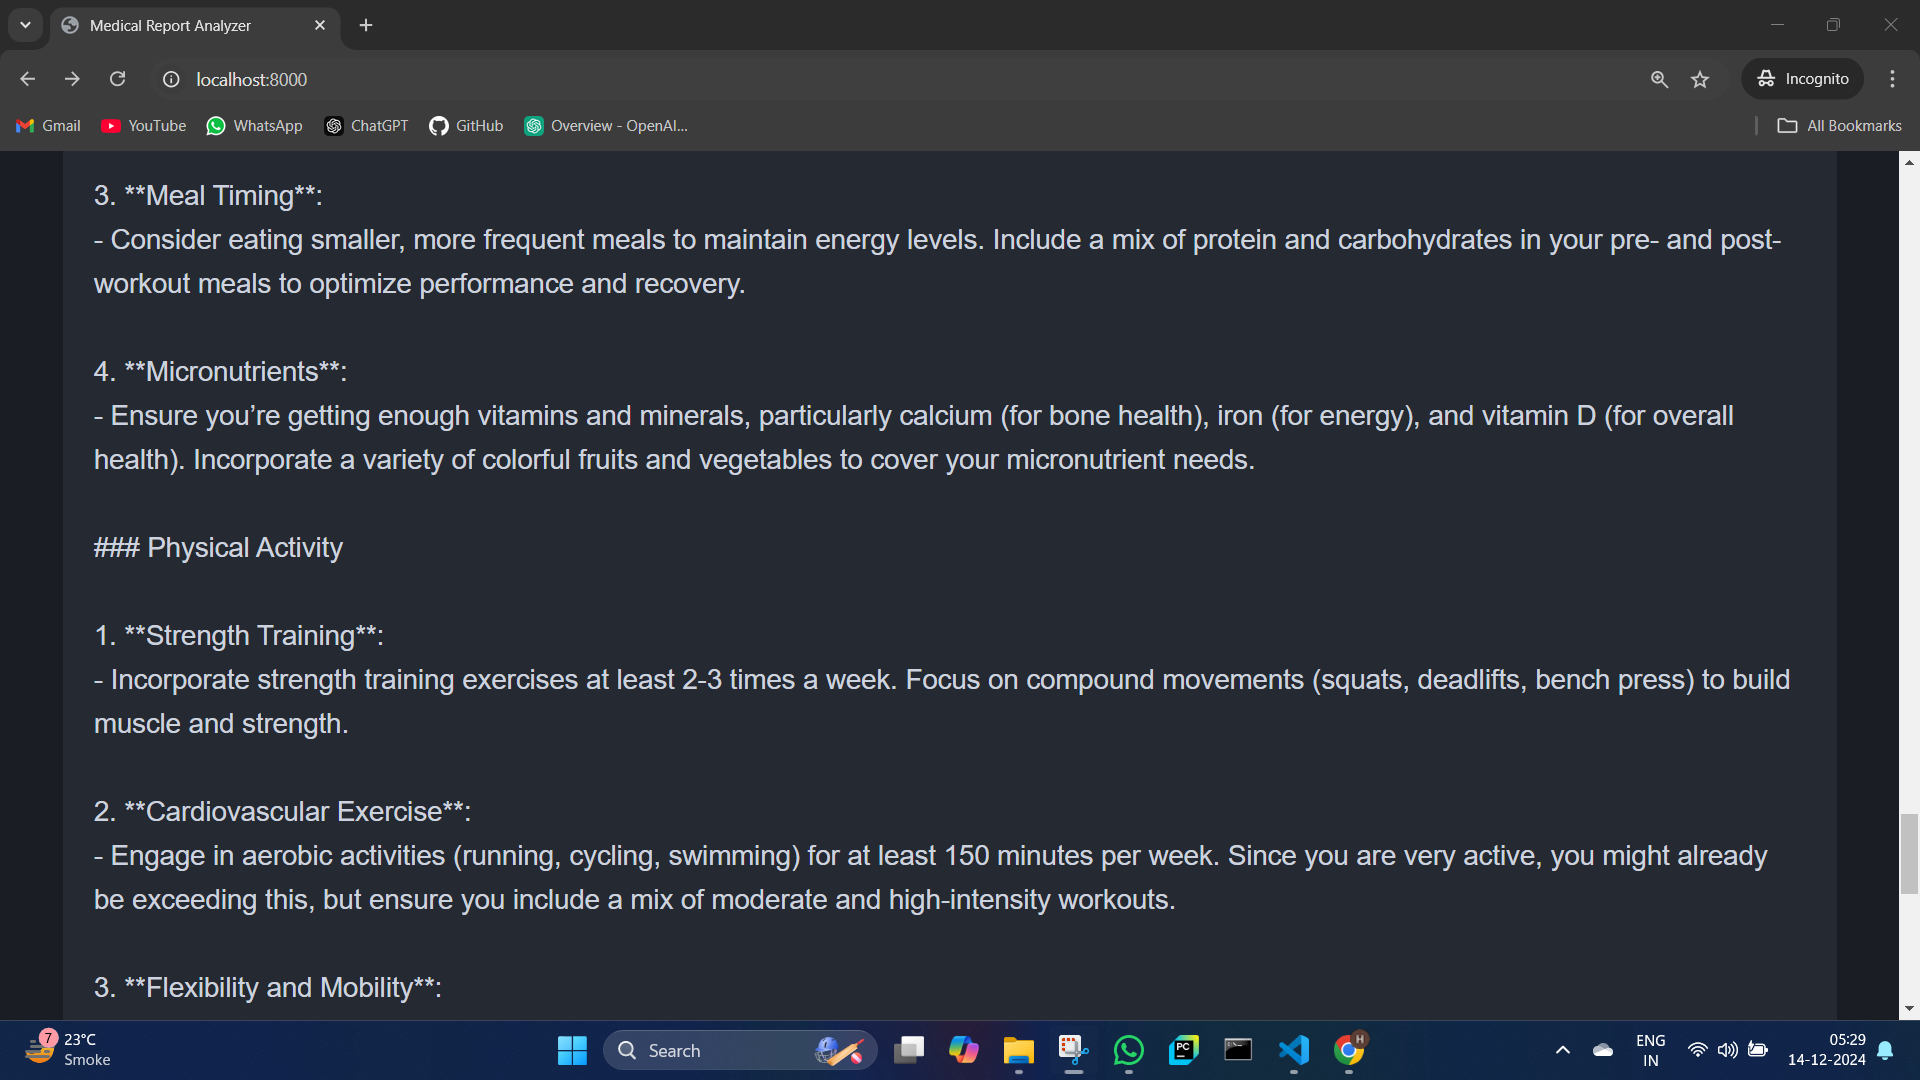 Medical Report Analyzer
localhost:8000
Incognito
Gmail
YouTube
WhatsApp
ChatGPT
GitHub
Overview - OpenAI...
All Bookmarks
3. **Meal Timing**:
- Consider eating smaller, more frequent meals to maintain energy levels. Include a mix of protein and carbohydrates in your pre- and post-
workout meals to optimize performance and recovery.
4. **Micronutrients**:
- Ensure you’re getting enough vitamins and minerals, particularly calcium (for bone health), iron (for energy), and vitamin D (for overall
health). Incorporate a variety of colorful fruits and vegetables to cover your micronutrient needs.
### Physical Activity
1. **Strength Training**:
- Incorporate strength training exercises at least 2-3 times a week. Focus on compound movements (squats, deadlifts, bench press) to build
muscle and strength.
2. **Cardiovascular Exercise**:
- Engage in aerobic activities (running, cycling, swimming) for at least 150 minutes per week. Since you are very active, you might already
be exceeding this, but ensure you include a mix of moderate and high-intensity workouts.
3. **Flexibility and Mobility**:
7
23°C
Smoke
Search
PC
H
ENG
IN
05:29
14-12-2024